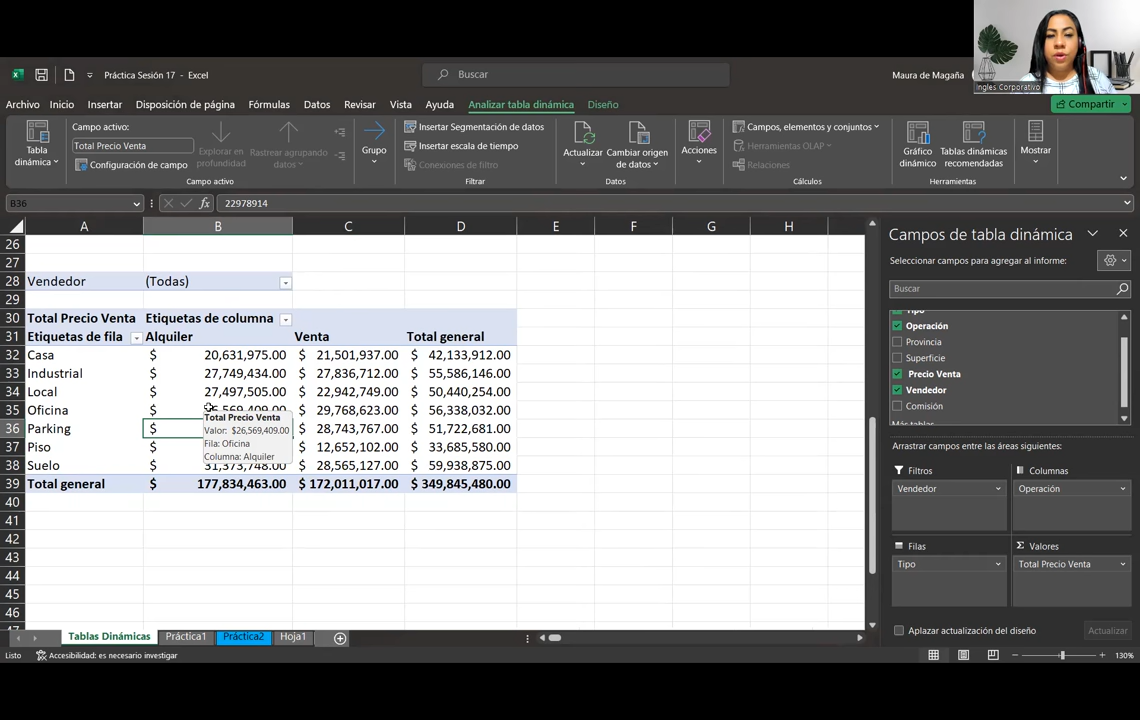 Ingles Corporativo
Práctica Sesión 17 - Excel
Buscar
Maura de Magaña
Archivo Inicio Insertar Disposición de página Fórmulas Datos Revisar Vista Ayuda Analizar tabla dinámica Diseño
Compartir
Tabla dinámica
Campo activo:
Total Precio Venta
Configuración de campo
Explorar en profundidad
Rastrear agrupando datos
Campo activo
Grupo
Insertar Segmentación de datos
Insertar escala de tiempo
Conexiones de filtro
Filtrar
Actualizar
Cambiar origen de datos
Datos
Acciones
Campos, elementos y conjuntos
Herramientas OLAP
Relaciones
Cálculos
Gráfico dinámico
Tablas dinámicas recomendadas
Herramientas
Mostrar
B36 fx 22978914
A B C D E F G H
26
27
28 Vendedor (Todas)
29
30 Total Precio Venta Etiquetas de columna
31 Etiquetas de fila Alquiler Venta Total general
32 Casa $ 20,631,975.00 $ 21,501,937.00 $ 42,133,912.00
33 Industrial $ 27,749,434.00 $ 27,836,712.00 $ 55,586,146.00
34 Local $ 27,497,505.00 $ 22,942,749.00 $ 50,440,254.00
35 Oficina $ 26,569,409.00 $ 29,768,623.00 $ 56,338,032.00
36 Parking $ $ 28,743,767.00 $ 51,722,681.00
37 Piso $ $ 12,652,102.00 $ 33,685,580.00
38 Suelo $ 31,373,748.00 $ 28,565,127.00 $ 59,938,875.00
39 Total general $ 177,834,463.00 $ 172,011,017.00 $ 349,845,480.00
40
41
42
43
44
45
46
Total Precio Venta
Valor: $26,569,409.00
Fila: Oficina
Columna: Alquiler
Campos de tabla dinámica
Seleccionar campos para agregar al informe:
Buscar
Tipo
Operación
Provincia
Superficie
Precio Venta
Vendedor
Comisión
Más tablas
Arrastrar campos entre las áreas siguientes:
Filtros
Vendedor
Columnas
Operación
Filas
Tipo
Σ Valores
Total Precio Venta
Aplazar actualización del diseño
Actualizar
Tablas Dinámicas Práctica1 Práctica2 Hoja1
Listo
Accesibilidad: es necesario investigar
130%